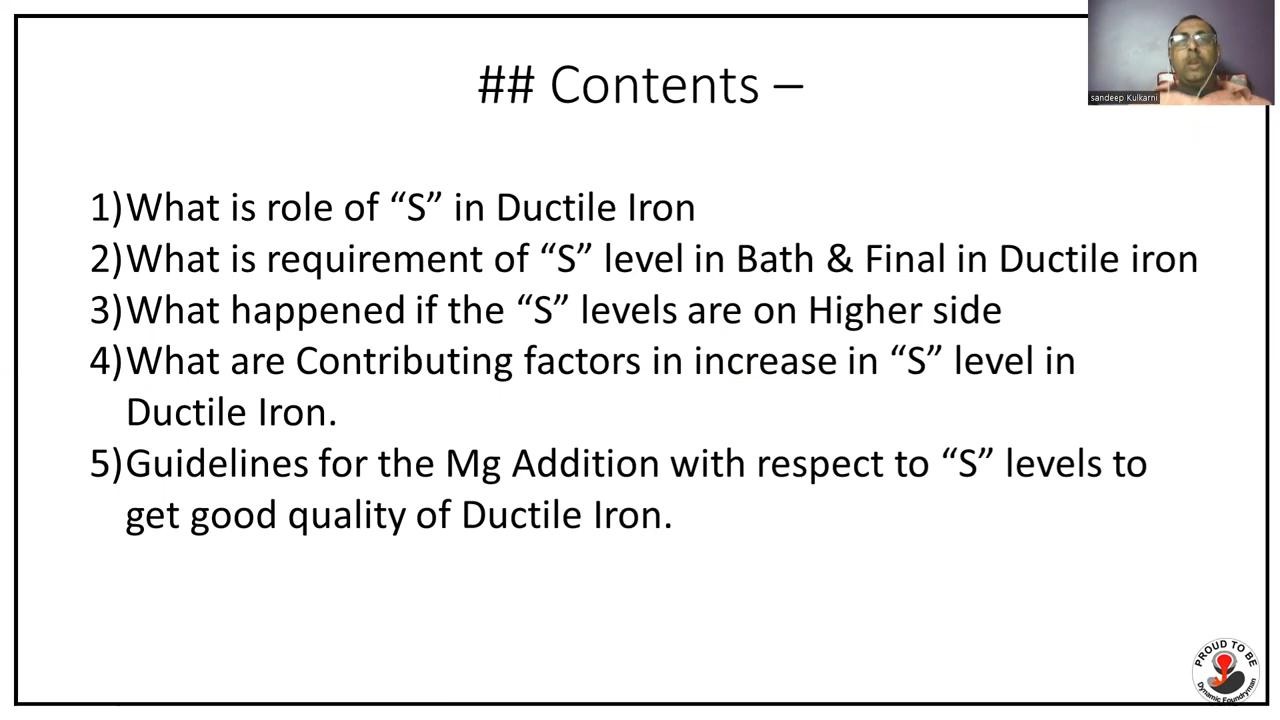 ## Contents –
sandeep Kulkarni
1)What is role of “S” in Ductile Iron
2)What is requirement of “S” level in Bath & Final in Ductile iron
3)What happened if the “S” levels are on Higher side
4)What are Contributing factors in increase in “S” level in
Ductile Iron.
5)Guidelines for the Mg Addition with respect to “S” levels to
get good quality of Ductile Iron.
PROUD TO BE
Dynamic Foundryman